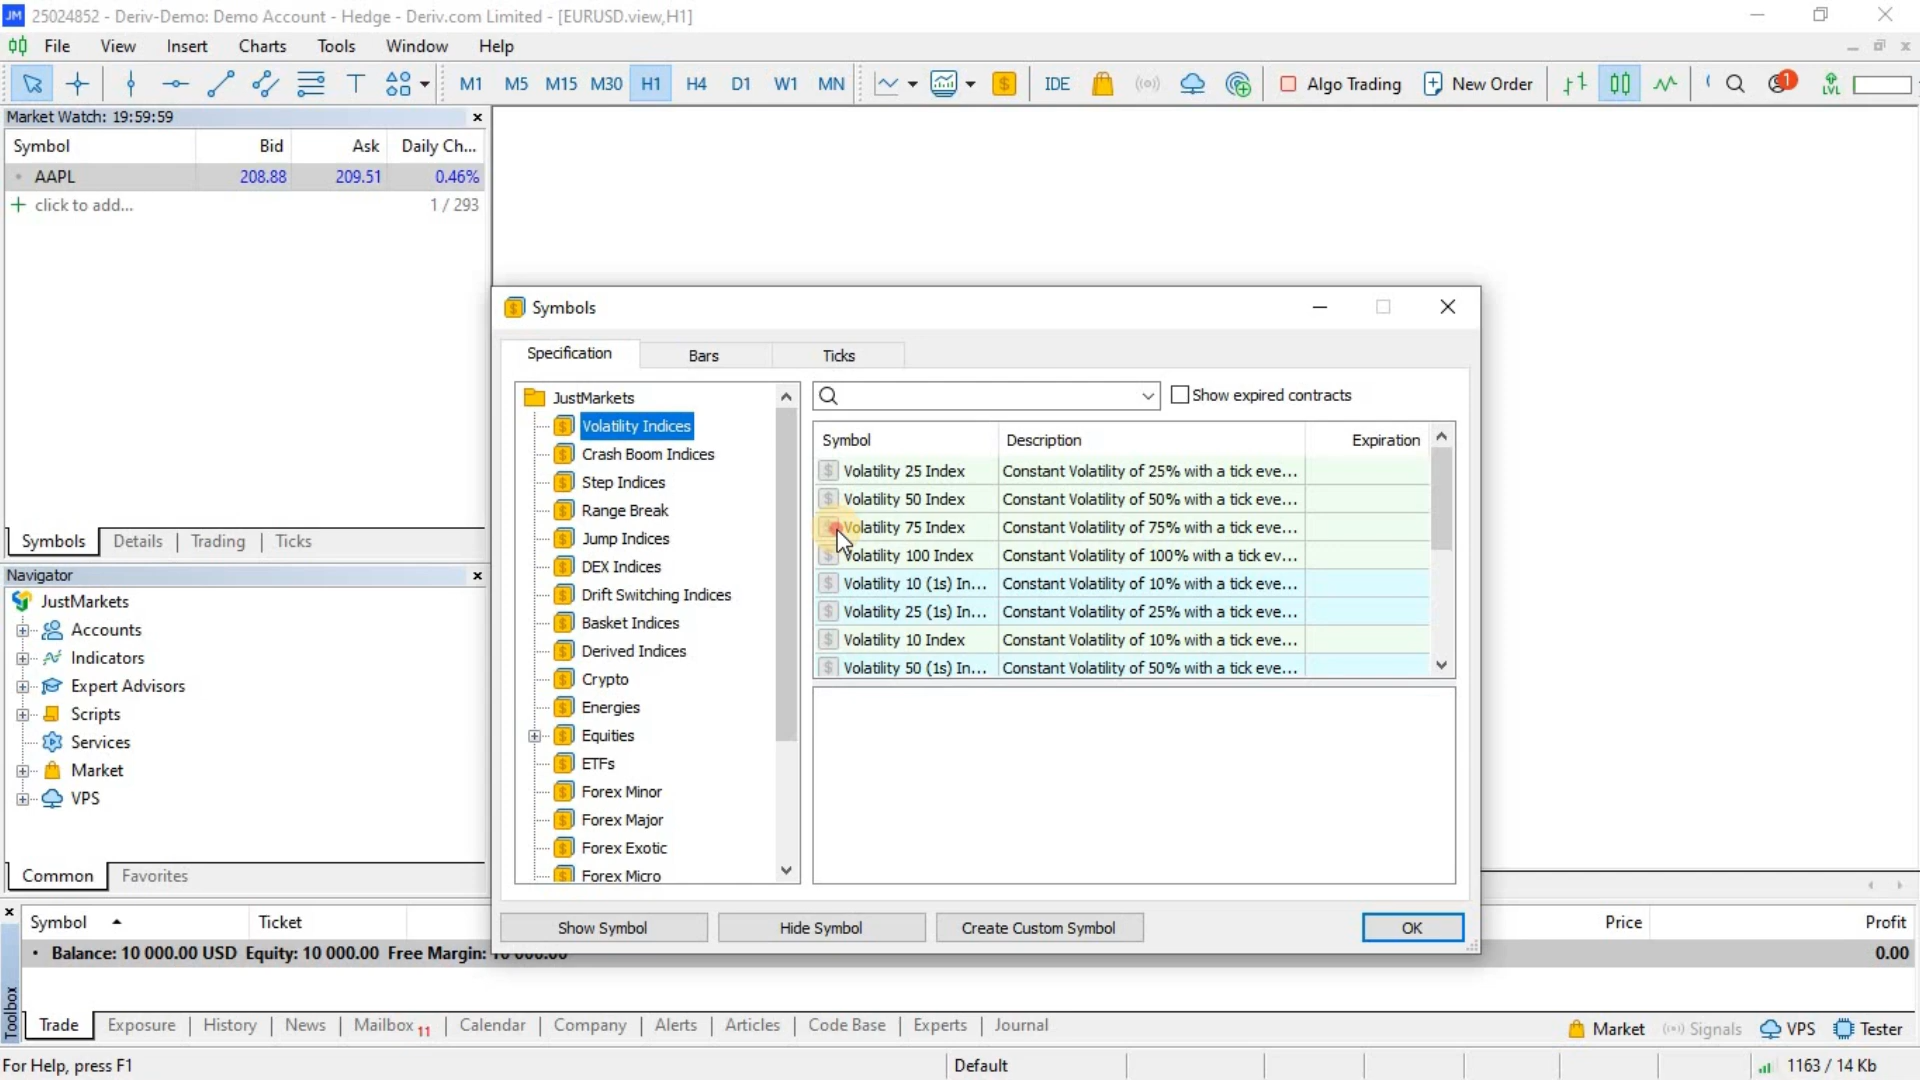 JM 25024852 - Deriv-Demo: Demo Account - Hedge - Deriv.com Limited - [EURUSD.view,H1]
File View Insert Charts Tools Window Help
M1 M5 M15 M30 H1 H4 D1 W1 MN IDE Algo Trading New Order 1 LVL
Market Watch: 19:59:59
Symbol Bid Ask Daily Ch...
AAPL 208.88 209.51 0.46%
click to add... 1 / 293
Symbols Details Trading Ticks
Navigator
JustMarkets
Accounts
Indicators
Expert Advisors
Scripts
Services
Market
VPS
Common Favorites
Symbols
Specification Bars Ticks
JustMarkets
Volatility Indices
Crash Boom Indices
Step Indices
Range Break
Jump Indices
DEX Indices
Drift Switching Indices
Basket Indices
Derived Indices
Crypto
Energies
Equities
ETFs
Forex Minor
Forex Major
Forex Exotic
Forex Micro
Show expired contracts
Symbol Description Expiration
Volatility 25 Index Constant Volatility of 25% with a tick eve...
Volatility 50 Index Constant Volatility of 50% with a tick eve...
Volatility 75 Index Constant Volatility of 75% with a tick eve...
Volatility 100 Index Constant Volatility of 100% with a tick ev...
Volatility 10 (1s) In... Constant Volatility of 10% with a tick eve...
Volatility 25 (1s) In... Constant Volatility of 25% with a tick eve...
Volatility 10 Index Constant Volatility of 10% with a tick eve...
Volatility 50 (1s) In... Constant Volatility of 50% with a tick eve...
Show Symbol Hide Symbol Create Custom Symbol OK
Symbol Ticket Price Profit
Balance: 10 000.00 USD Equity: 10 000.00 Free Margin: 0.00
Toolbox
Trade Exposure History News Mailbox 11 Calendar Company Alerts Articles Code Base Experts Journal Market Signals VPS Tester
For Help, press F1 Default 1163 / 14 Kb